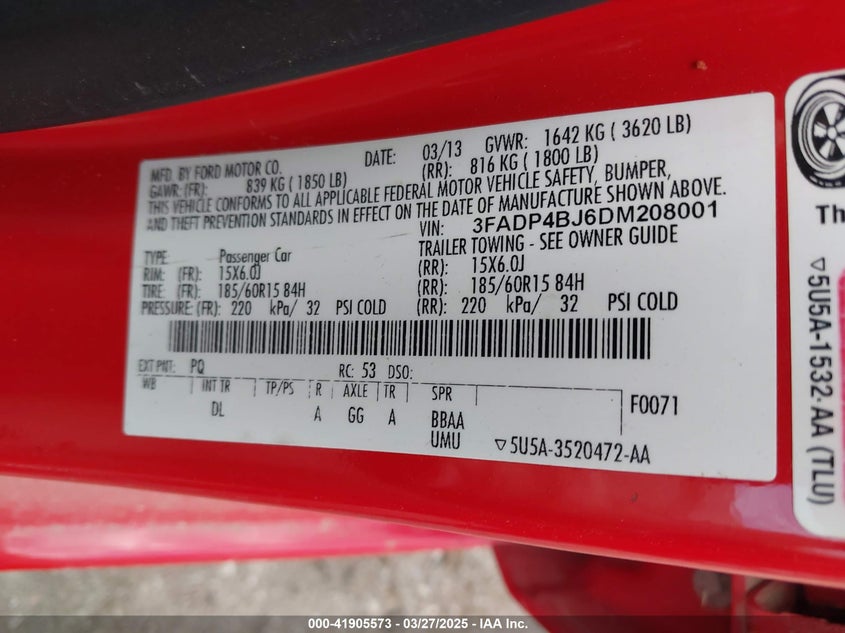 MFD. BY FORD MOTOR CO.
DATE: 03/13 GVWR: 1642 KG ( 3620 LB)
GAWR: (FR): 839 KG ( 1850 LB) (RR): 816 KG ( 1800 LB)
THIS VEHICLE CONFORMS TO ALL APPLICABLE FEDERAL MOTOR VEHICLE SAFETY, BUMPER,
AND THEFT PREVENTION STANDARDS IN EFFECT ON THE DATE OF MANUFACTURE SHOWN ABOVE.
VIN: 3FADP4BJ6DM208001
TYPE: Passenger Car TRAILER TOWING - SEE OWNER GUIDE
RIM: (FR): 15X6.0J (RR): 15X6.0J
TIRE: (FR): 185/60R15 84H (RR): 185/60R15 84H
PRESSURE: (FR): 220 kPa/ 32 PSI COLD (RR): 220 kPa/ 32 PSI COLD
EXT PNT: PQ RC: 53 DSO:
WB INT TR TP/PS R AXLE TR SPR F0071
DL A GG A BBAA
UMU ▽5U5A-3520472-AA
Th
▽5U5A-1532-AA (TLU)
000-41905573 — 03/27/2025 — IAA Inc.